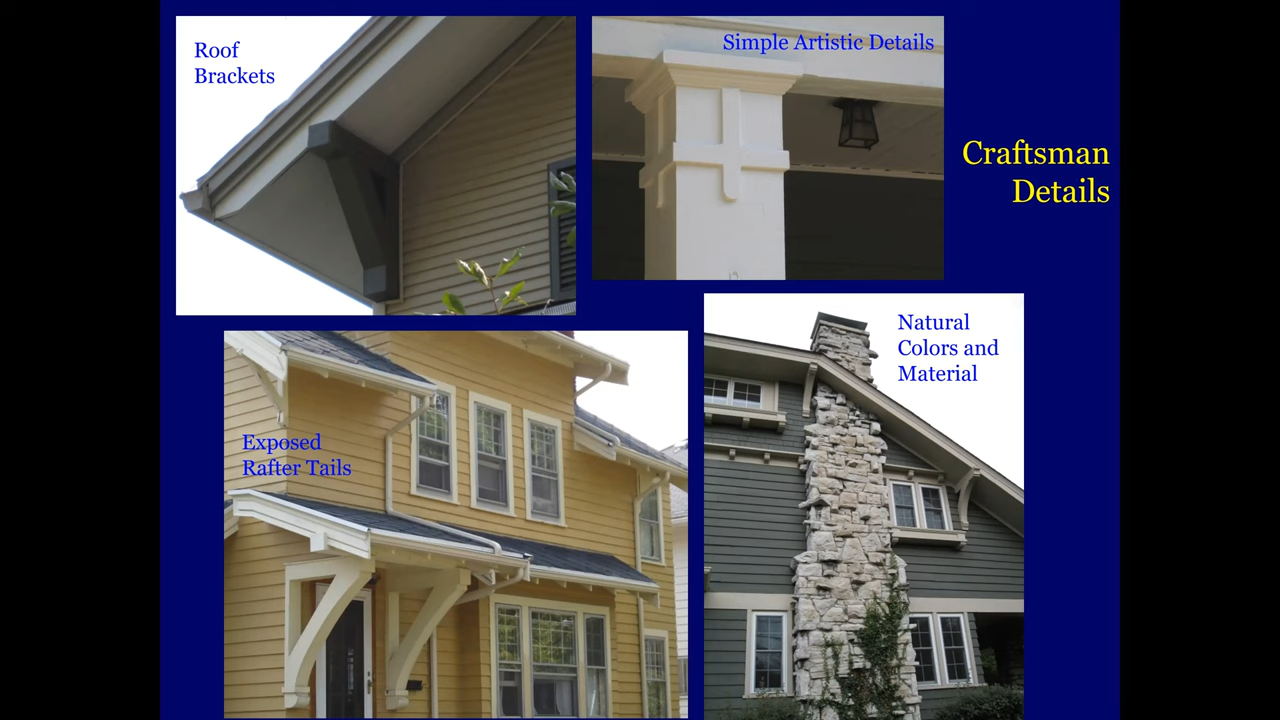 Roof
Brackets
Simple Artistic Details
Craftsman
Details
Natural
Colors and
Material
Exposed
Rafter Tails